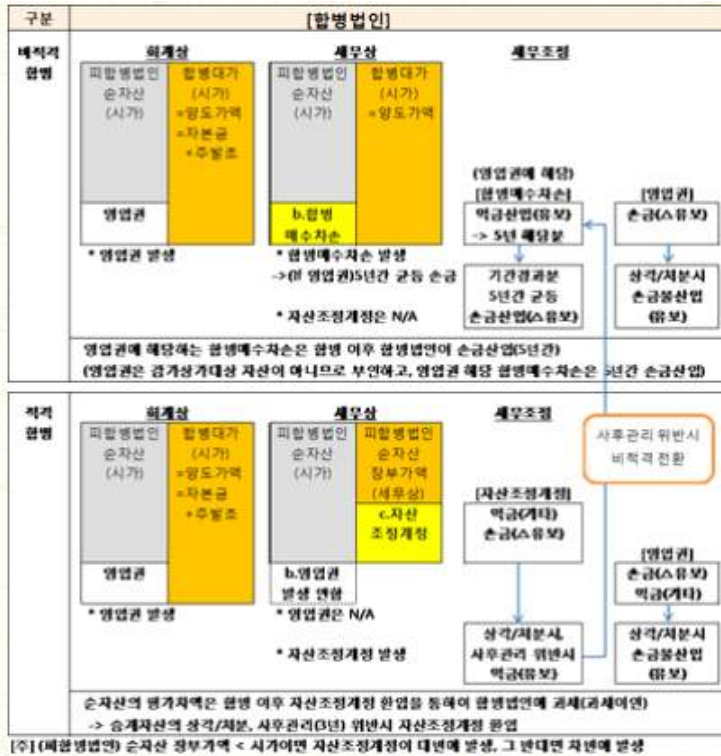 구분
[합병법인]
비적격
합병
회계상
세무상
세무조정
피합병법인
순자산
(시가)
합병대가
(시가)
=양도가액
=자본금
+주발초
영업권
* 영업권 발생
피합병법인
순자산
(시가)
합병대가
(시가)
=양도가액
b.합병
매수차손
* 합병매수차손 발생
->(if 영업권)5년간 균등 손금
* 자산조정계정은 N/A
(영업권에 해당)
[합병매수차손]
익금산입(유보)
-> 5년 해당분
기간경과분
5년간 균등
손금산입(△유보)
[영업권]
손금(△유보)
상각/처분시
손금불산입
(유보)
영업권에 해당하는 합병매수차손은 합병 이후 합병법인이 손금산입(5년간)
(영업권은 감가상각대상 자산이 아니므로 부인하고, 영업권 해당 합병매수차손은 5년간 손금산입)
적격
합병
회계상
세무상
세무조정
피합병법인
순자산
(시가)
합병대가
(시가)
=양도가액
=자본금
+주발초
영업권
* 영업권 발생
피합병법인
순자산
(시가)
피합병법인
순자산
장부가액
(세무상)
c.자산
조정계정
b.영업권
발생 안함
* 영업권은 N/A
* 자산조정계정 발생
[자산조정계정]
익금(기타)
손금(△유보)
상각/처분시,
사후관리 위반시
익금(유보)
사후관리 위반시
비적격 전환
[영업권]
손금(△유보)
익금(기타)
상각/처분시
손금불산입
(유보)
순자산의 평가차액은 합병 이후 자산조정계정 환입을 통하여 합병법인에 과세(과세이연)
-> 승계자산의 상각/처분, 사후관리(3년) 위반시 자산조정계정 환입
[주] (피합병법인) 순자산 장부가액 < 시가이면 자산조정계정이 대변에 발생, 그 반대면 차변에 발생